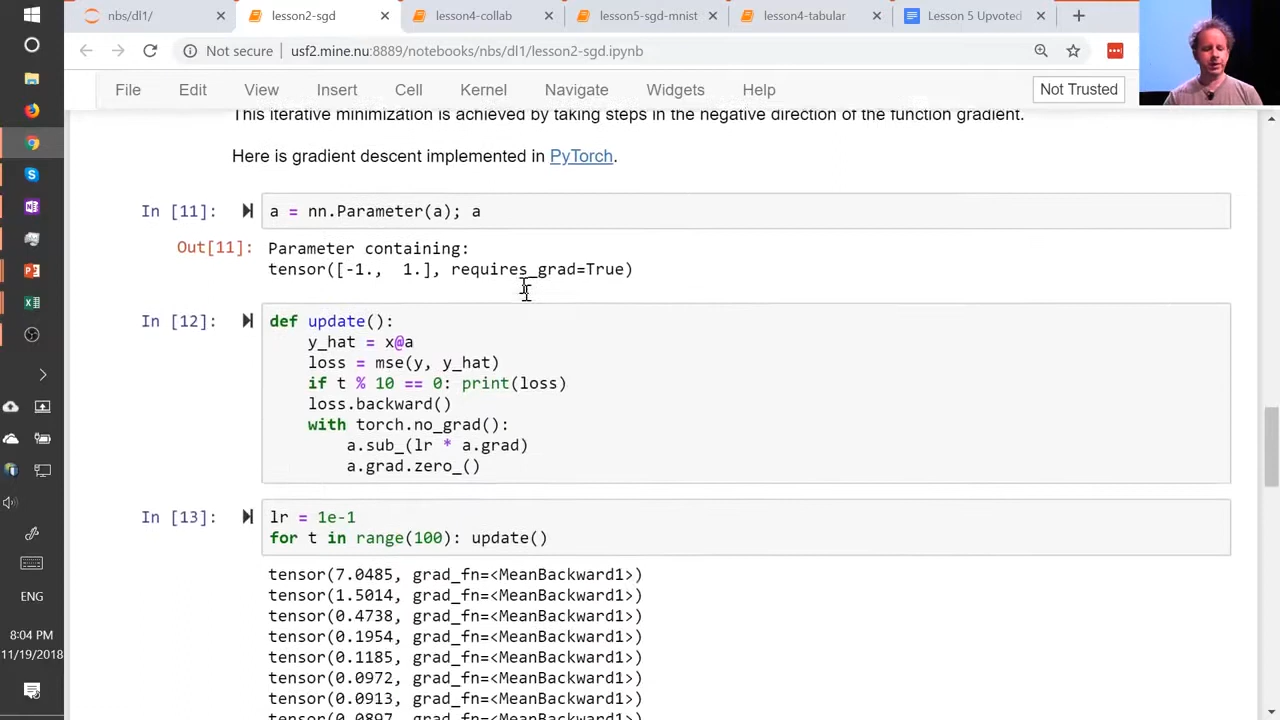 nbs/dl1/
lesson2-sgd
lesson4-collab
lesson5-sgd-mnist
lesson4-tabular
Lesson 5 Upvoted
Not secure
usf2.mine.nu:8889/notebooks/nbs/dl1/lesson2-sgd.ipynb
File Edit View Insert Cell Kernel Navigate Widgets Help
Not Trusted
This iterative minimization is achieved by taking steps in the negative direction of the function gradient.
Here is gradient descent implemented in PyTorch.
In [11]: a = nn.Parameter(a); a
Out[11]: Parameter containing:
tensor([-1., 1.], requires_grad=True)
In [12]: def update():
y_hat = x@a
loss = mse(y, y_hat)
if t % 10 == 0: print(loss)
loss.backward()
with torch.no_grad():
a.sub_(lr * a.grad)
a.grad.zero_()
In [13]: lr = 1e-1
for t in range(100): update()
tensor(7.0485, grad_fn=<MeanBackward1>)
tensor(1.5014, grad_fn=<MeanBackward1>)
tensor(0.4738, grad_fn=<MeanBackward1>)
tensor(0.1954, grad_fn=<MeanBackward1>)
tensor(0.1185, grad_fn=<MeanBackward1>)
tensor(0.0972, grad_fn=<MeanBackward1>)
tensor(0.0913, grad_fn=<MeanBackward1>)
tensor(0.0897, grad_fn=<MeanBackward1>)
ENG
8:04 PM
11/19/2018